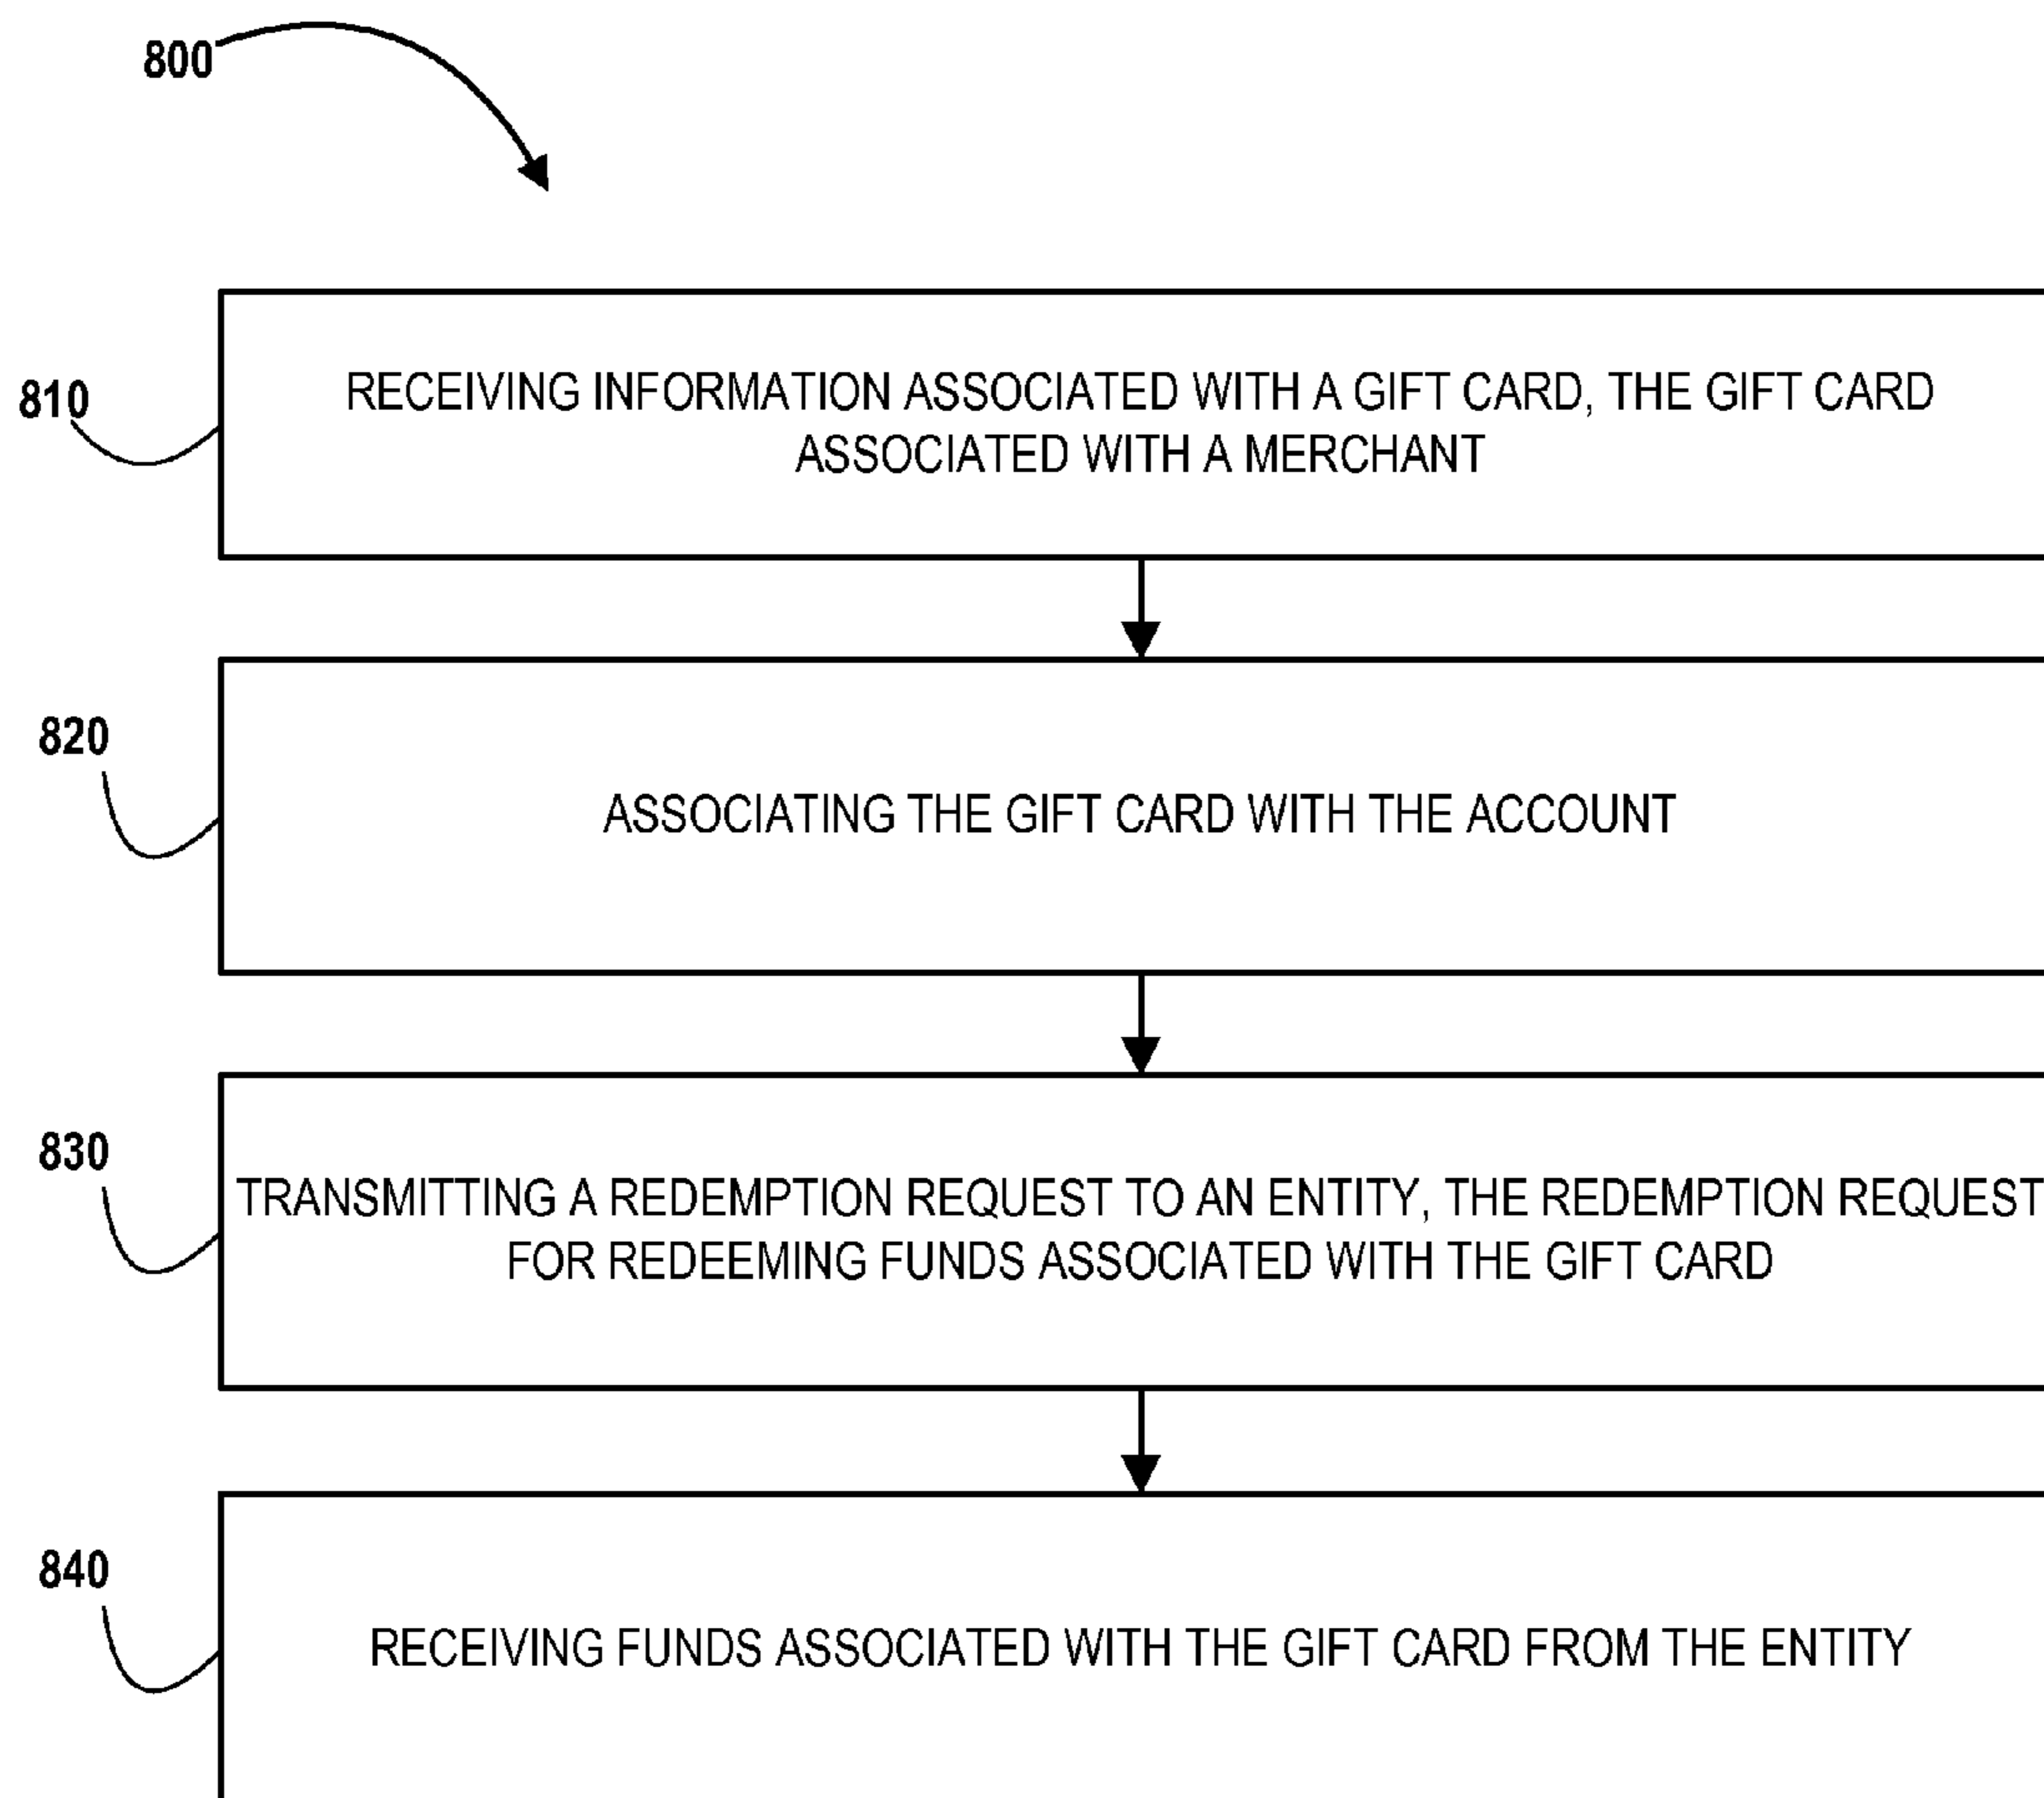 800
810
RECEIVING INFORMATION ASSOCIATED WITH A GIFT CARD, THE GIFT CARD
ASSOCIATED WITH A MERCHANT
820
ASSOCIATING THE GIFT CARD WITH THE ACCOUNT
830
TRANSMITTING A REDEMPTION REQUEST TO AN ENTITY, THE REDEMPTION REQUEST
FOR REDEEMING FUNDS ASSOCIATED WITH THE GIFT CARD
840
RECEIVING FUNDS ASSOCIATED WITH THE GIFT CARD FROM THE ENTITY